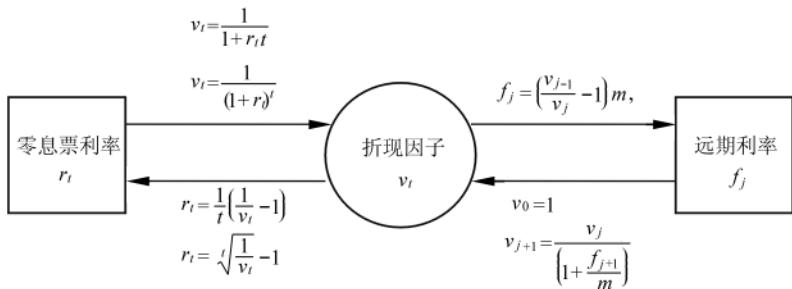 v_t = 1/(1+r_t t)
v_t = 1/(1+r_t)^t
f_j = (v_{j-1}/v_j − 1) m,
零息票利率
r_t
折现因子
v_t
远期利率
f_j
r_t = 1/t (1/v_t − 1)
r_t = \sqrt[t]{1/v_t} − 1
v_0 = 1
v_{j+1} = v_j/(1+f_{j+1}/m)